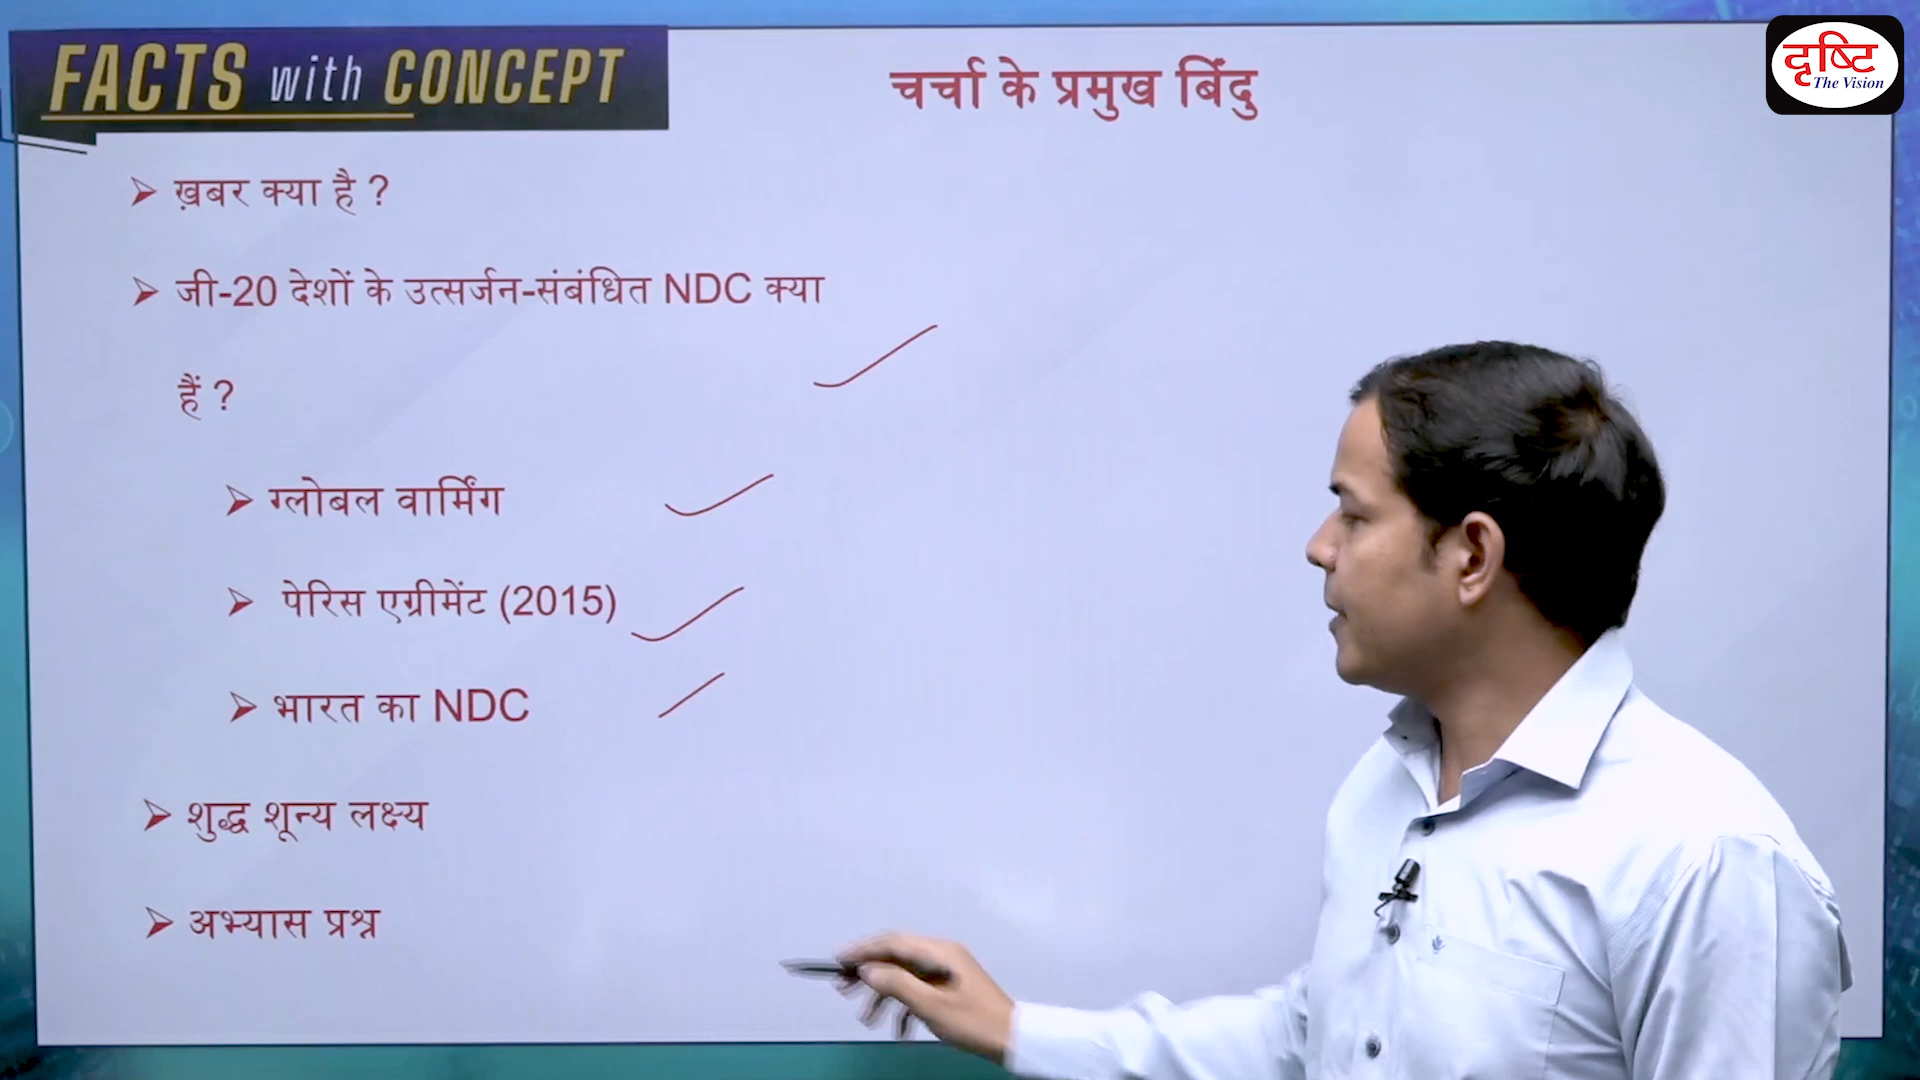 FACTS with CONCEPT
चर्चा के प्रमुख बिंदु
दृष्टि
The Vision
➢ ख़बर क्या है ?
➢ जी-20 देशों के उत्सर्जन-संबंधित NDC क्या
हैं ?
➢ ग्लोबल वार्मिंग
➢ पेरिस एग्रीमेंट (2015)
➢ भारत का NDC
➢ शुद्ध शून्य लक्ष्य
➢ अभ्यास प्रश्न